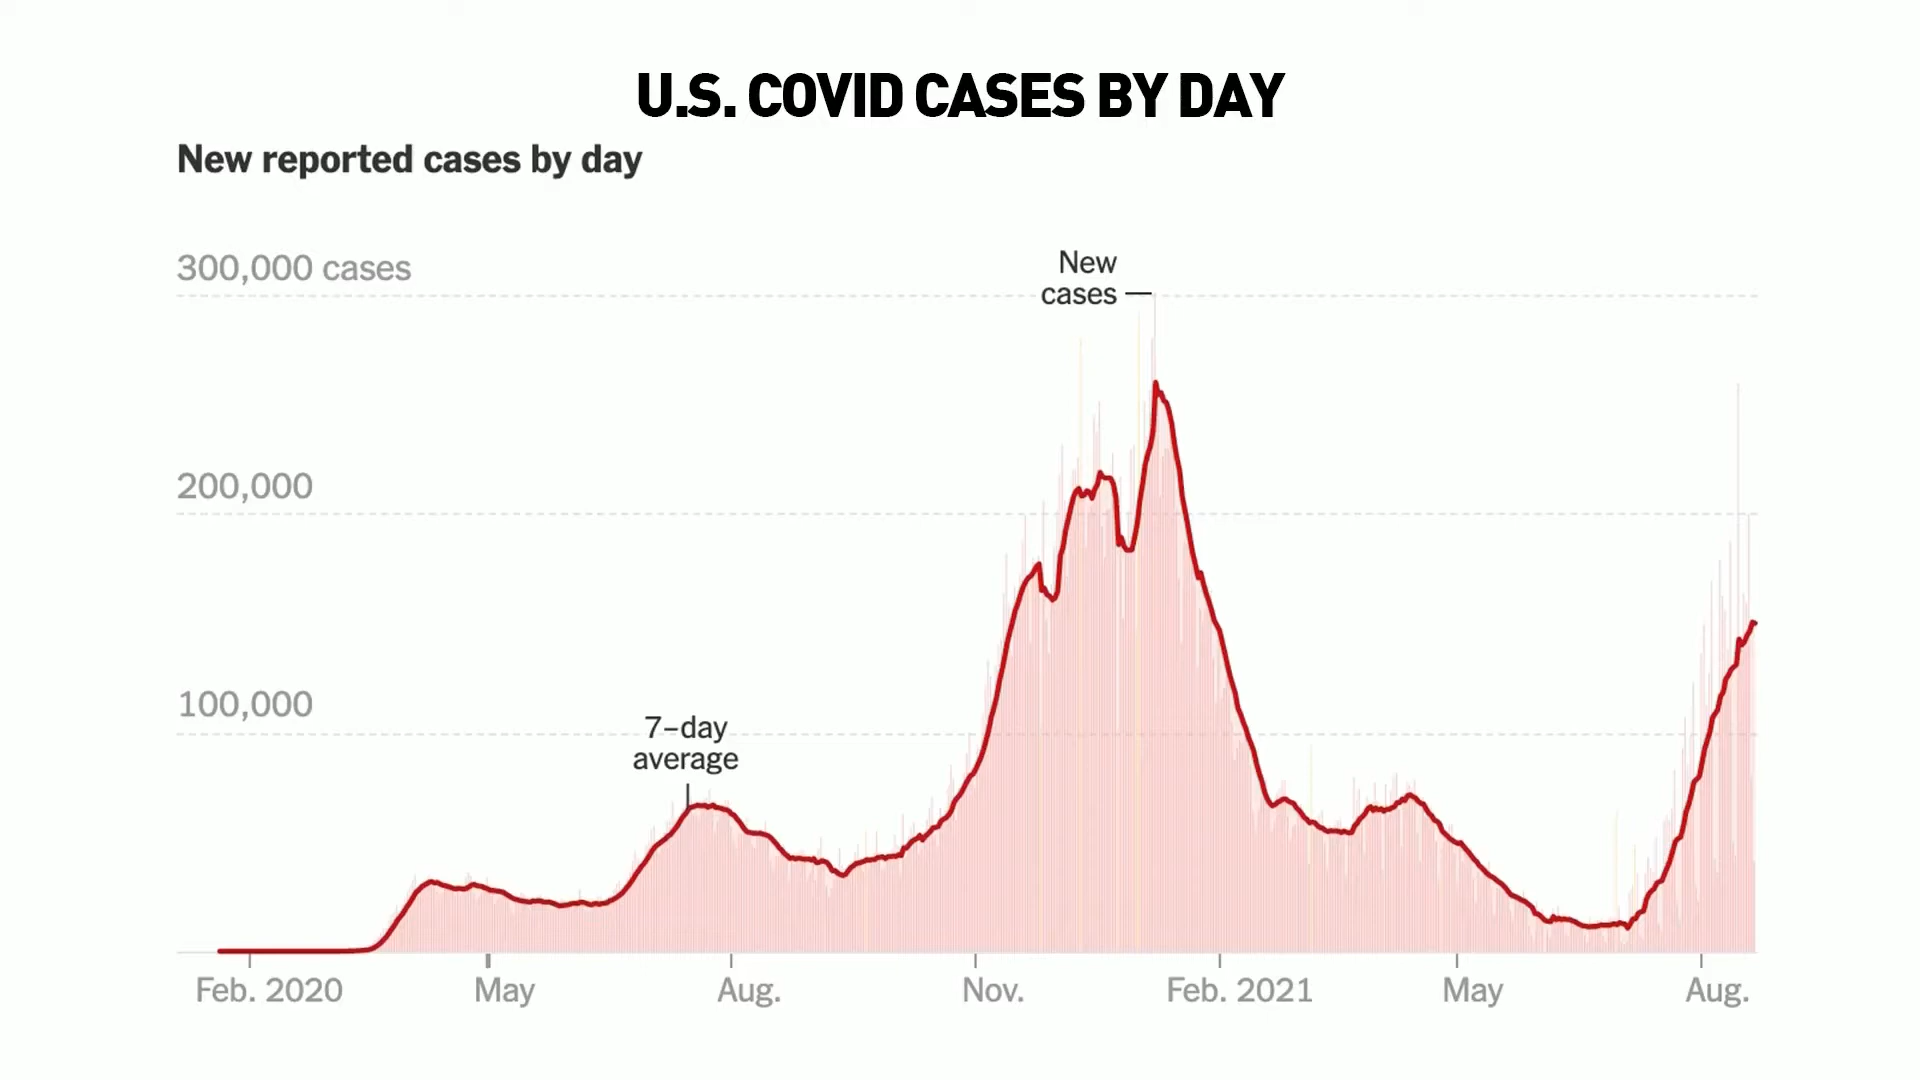 U.S. COVID CASES BY DAY
New reported cases by day
300,000 cases
New
cases
200,000
100,000
7–day
average
Feb. 2020
May
Aug.
Nov.
Feb. 2021
May
Aug.